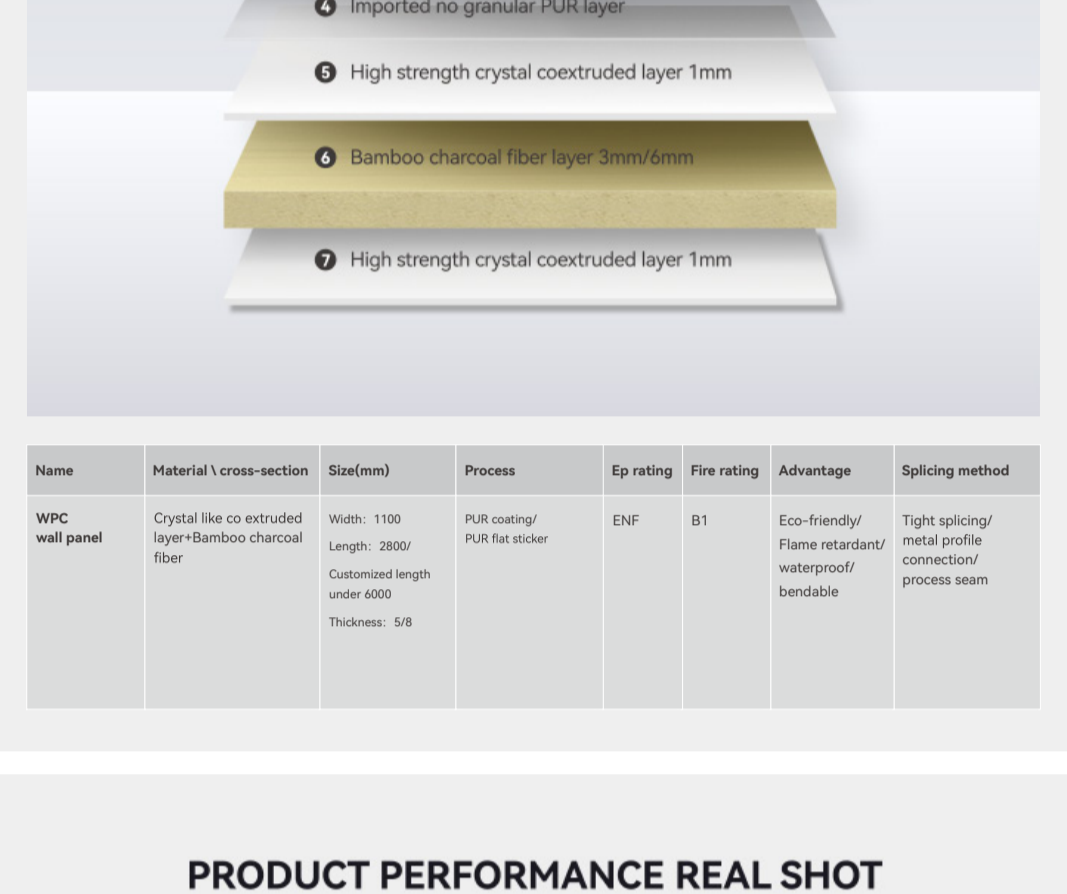 4 Imported no granular PUR layer
5 High strength crystal coextruded layer 1mm
6 Bamboo charcoal fiber layer 3mm/6mm
7 High strength crystal coextruded layer 1mm
Name Material \ cross-section Size(mm) Process Ep rating Fire rating Advantage Splicing method
WPC
wall panel
Crystal like co extruded
layer+Bamboo charcoal
fiber
Width: 1100
Length: 2800/
Customized length
under 6000
Thickness: 5/8
PUR coating/
PUR flat sticker
ENF
B1
Eco-friendly/
Flame retardant/
waterproof/
bendable
Tight splicing/
metal profile
connection/
process seam
PRODUCT PERFORMANCE REAL SHOT